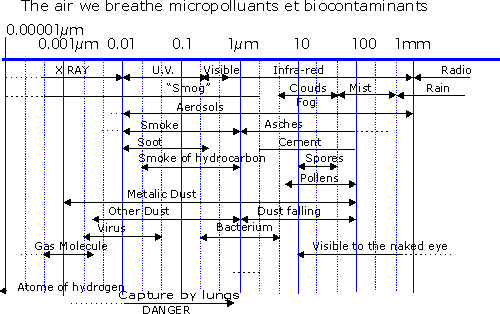 The air we breathe micropolluants et biocontaminants
0.00001µm
0.001µm 0.01 0.1 1µm 10 100 1mm
X RAY U.V. Visible Infra-red Radio
"Smog" Clouds Mist Rain
Fog
Aerosols
Smoke Asches
Soot Cement
Smoke of hydrocarbon Spores
Pollens
Metalic Dust
Other Dust Dust falling
Virus Bacterium
Gas Molecule Visible to the naked eye
Atome of hydrogen
Capture by lungs
DANGER